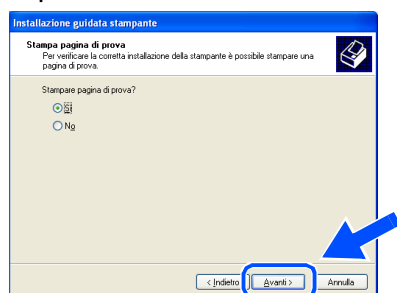 Installazione guidata stampante
Stampa pagina di prova
Per verificare la corretta installazione della stampante è possibile stampare una
pagina di prova.
Stampare pagina di prova?
Sì
No
< Indietro
Avanti >
Annulla